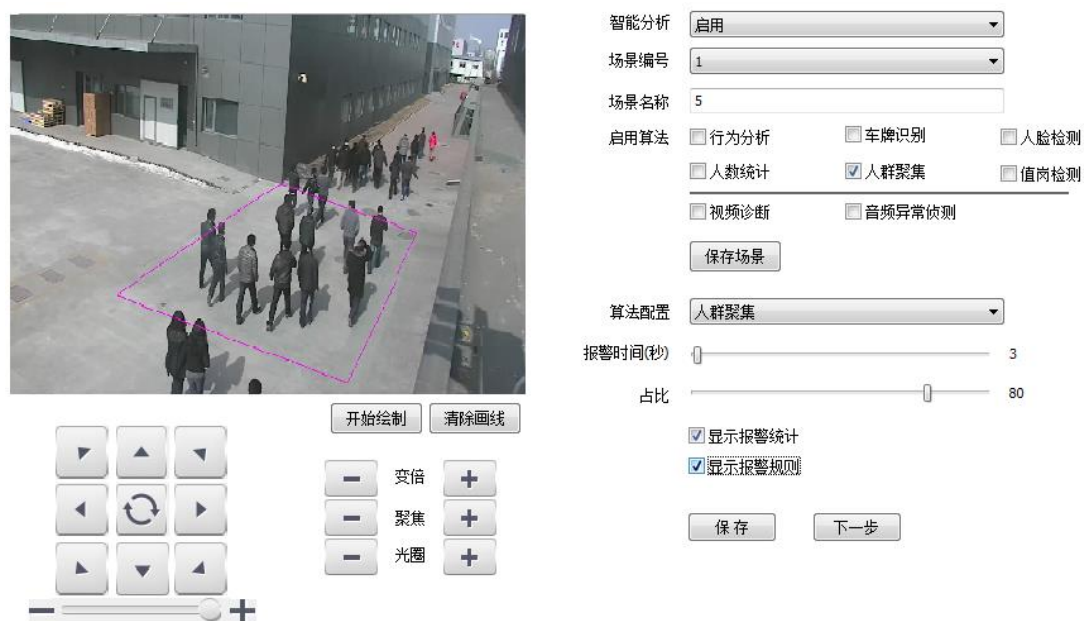 智能分析 启用
场景编号 1
场景名称 5
启用算法 行为分析 车牌识别 人脸检测
人数统计 人群聚集 值岗检测
视频诊断 音频异常侦测
保存场景
算法配置 人群聚集
报警时间(秒) 3
占比 80
显示报警统计
显示报警规则
保存 下一步
开始绘制 清除画线
变倍
聚焦
光圈